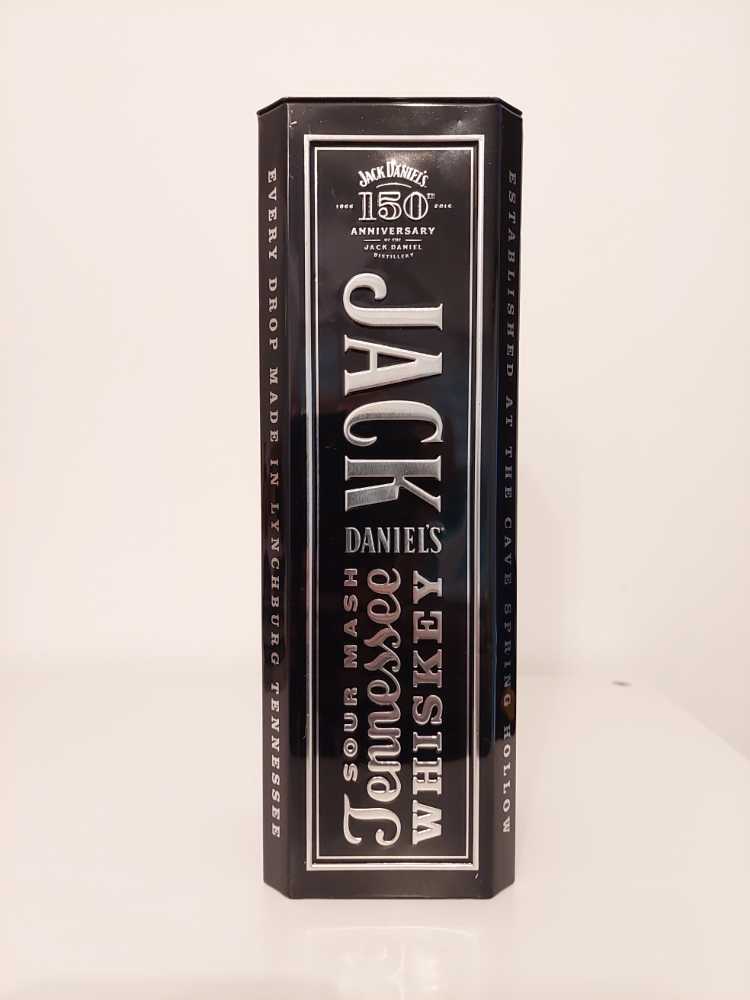 JACK DANIEL'S
1866 150TH 2016
ANNIVERSARY
OF THE
JACK DANIEL
DISTILLERY
JACK
DANIEL'S
SOUR MASH
Tennessee
WHISKEY
EVERY DROP MADE IN LYNCHBURG TENNESSEE
ESTABLISHED AT THE CAVE SPRING HOLLOW